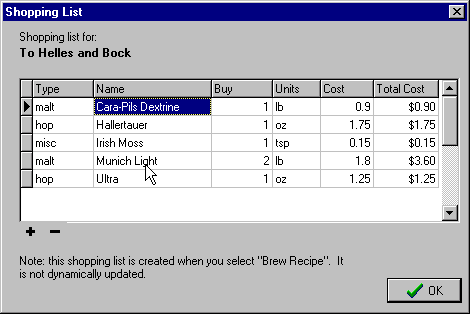 Shopping List
Shopping list for:
To Helles and Bock
Type Name Buy Units Cost Total Cost
malt Cara-Pils Dextrine 1 lb 0.9 $0.90
hop Hallertauer 1 oz 1.75 $1.75
misc Irish Moss 1 tsp 0.15 $0.15
malt Munich Light 2 lb 1.8 $3.60
hop Ultra 1 oz 1.25 $1.25
Note: this shopping list is created when you select "Brew Recipe". It
is not dynamically updated.
OK